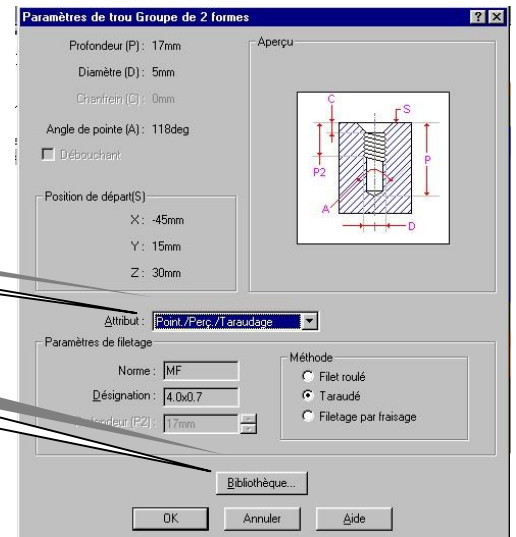 Paramètres de trou Groupe de 2 formes
Profondeur (P) : 17mm
Diamètre (D) : 5mm
Chanfrein (C) : 0mm
Angle de pointe (A) : 118deg
Débouchant
Position de départ(S)
X : -45mm
Y : 15mm
Z : 30mm
Aperçu
C
S
P2
P
A
D
Attribut : Point./Perç./Taraudage
Paramètres de filetage
Norme : MF
Désignation : 4.0x0.7
(P2) : 17mm
Méthode
Filet roulé
Taraudé
Filetage par fraisage
Bibliothèque...
OK
Annuler
Aide